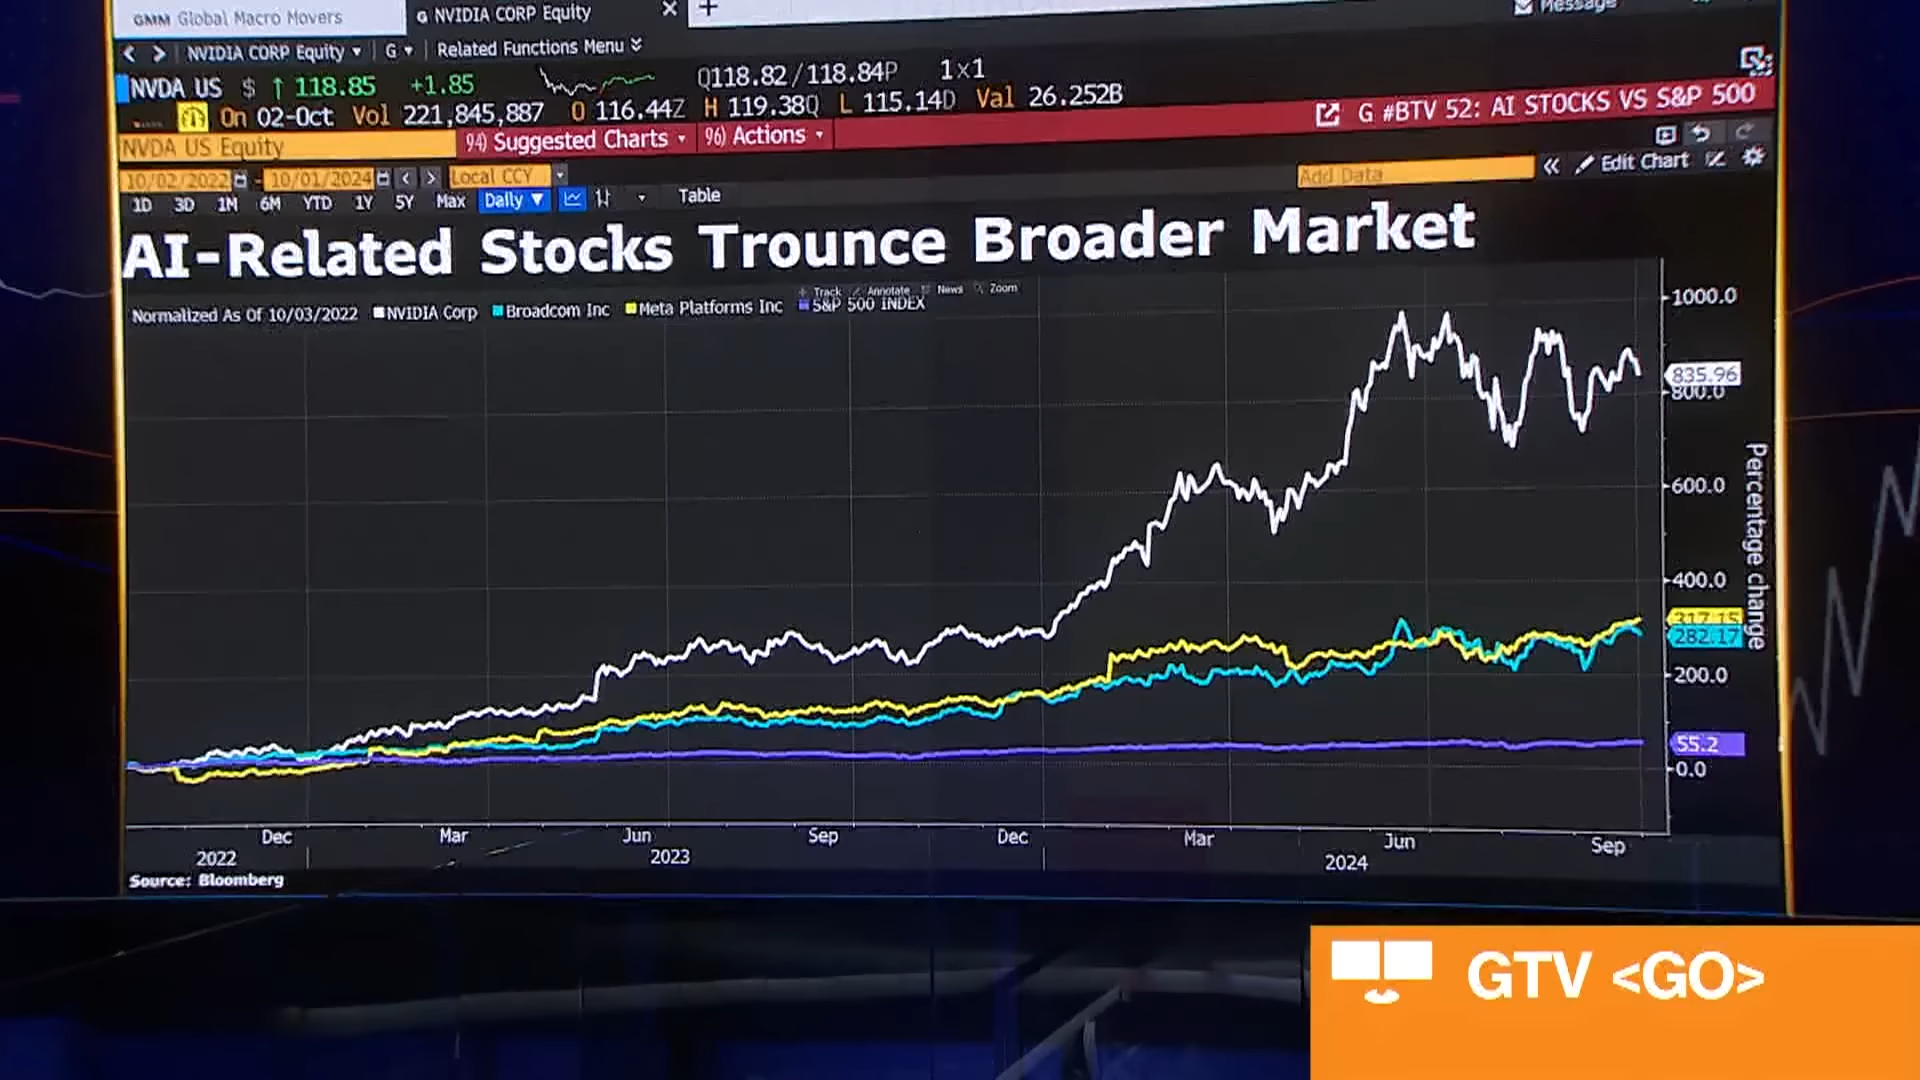 GMM Global Macro Movers
G NVIDIA CORP Equity
Message
NVIDIA CORP Equity G Related Functions Menu
NVDA US $ ↑ 118.85 +1.85 Q118.82 / 118.84P 1x1
On 02-Oct Vol 221,845,887 O 116.44Z H 119.38Q L 115.14D Val 26.252B
G #BTV 52: AI STOCKS VS S&P 500
NVDA US Equity 94) Suggested Charts 96) Actions
10/02/2022 - 10/01/2024 Local CCY Add Data « Edit Chart
1D 3D 1M 6M YTD 1Y 5Y Max Daily ▼ Table
AI-Related Stocks Trounce Broader Market
Track Annotate News Zoom
Normalized As Of 10/03/2022 NVIDIA Corp Broadcom Inc Meta Platforms Inc S&P 500 INDEX
1000.0
835.96
800.0
600.0
400.0
317.15
282.17
200.0
55.2
0.0
Percentage change
Dec Mar Jun Sep Dec Mar Jun Sep
2022 2023 2024
Source: Bloomberg
GTV <GO>